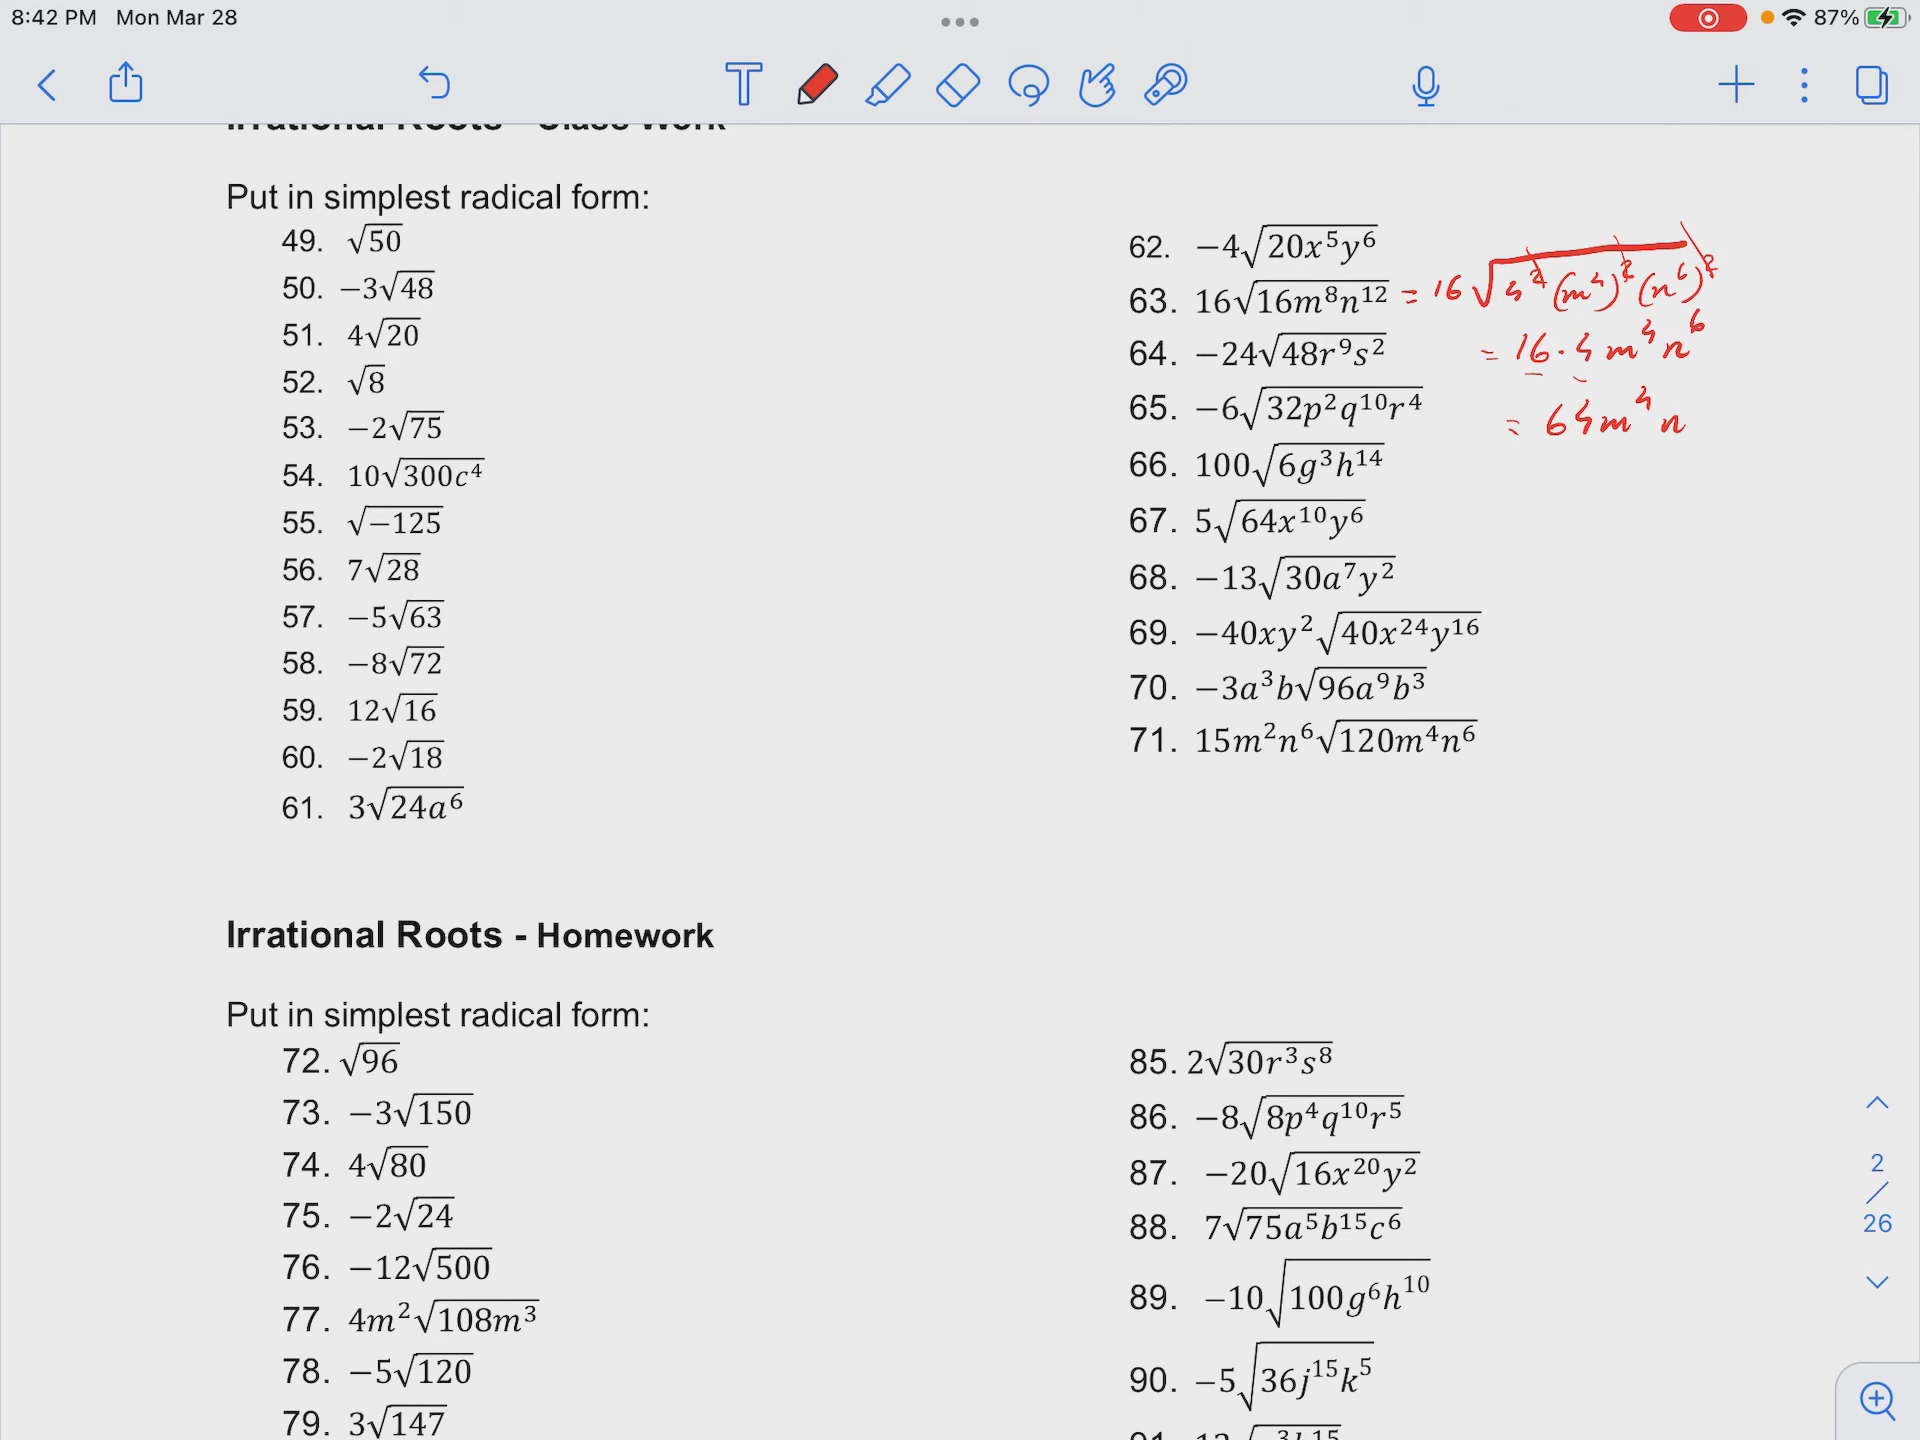 8:42 PM Mon Mar 28
87%
Put in simplest radical form:
49. √50
50. −3√48
51. 4√20
52. √8
53. −2√75
54. 10√300c⁴
55. √−125
56. 7√28
57. −5√63
58. −8√72
59. 12√16
60. −2√18
61. 3√24a⁶
62. −4√20x⁵y⁶
63. 16√16m⁸n¹² = 16√4²(m⁴)²(n⁶)²
= 16·4m⁴n⁶
= 64m⁴n
64. −24√48r⁹s²
65. −6√32p²q¹⁰r⁴
66. 100√6g³h¹⁴
67. 5√64x¹⁰y⁶
68. −13√30a⁷y²
69. −40xy²√40x²⁴y¹⁶
70. −3a³b√96a⁹b³
71. 15m²n⁶√120m⁴n⁶
Irrational Roots - Homework
Put in simplest radical form:
72. √96
73. −3√150
74. 4√80
75. −2√24
76. −12√500
77. 4m²√108m³
78. −5√120
79. 3√147
85. 2√30r³s⁸
86. −8√8p⁴q¹⁰r⁵
87. −20√16x²⁰y²
88. 7√75a⁵b¹⁵c⁶
89. −10√100g⁶h¹⁰
90. −5√36j¹⁵k⁵
2
/
26